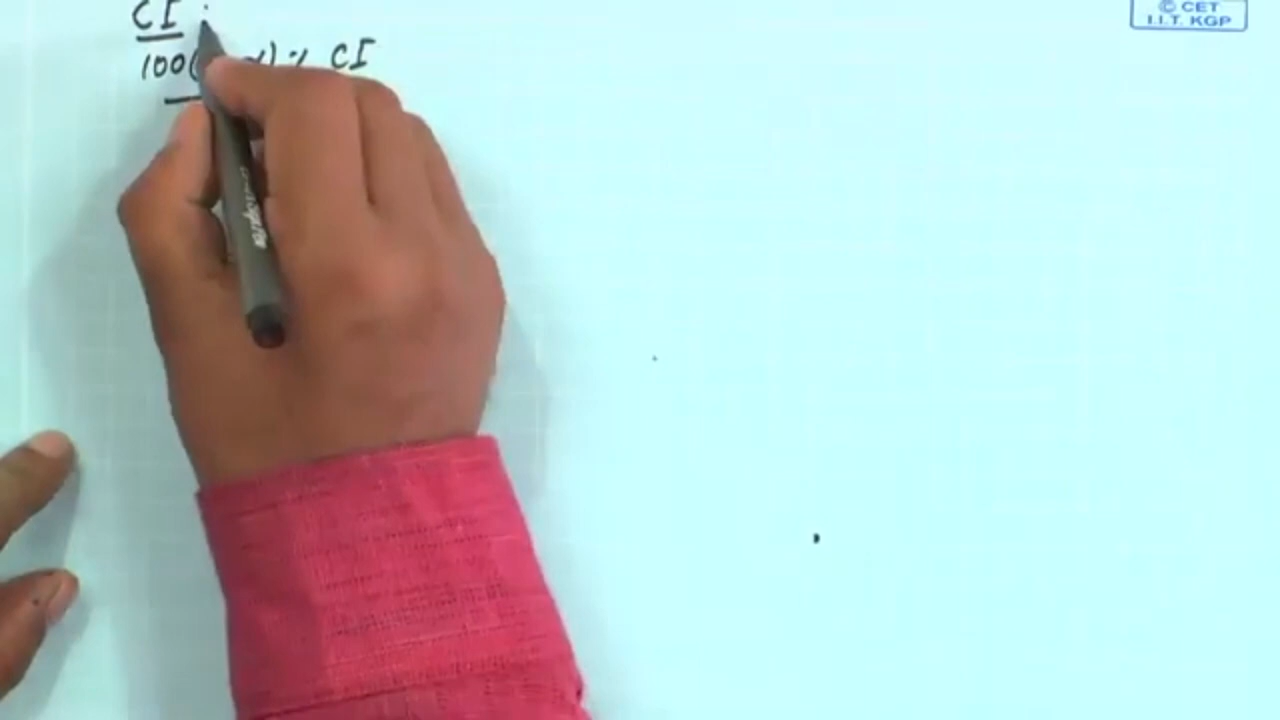 CI :
100( α) % CI
© CET
I.I.T. KGP